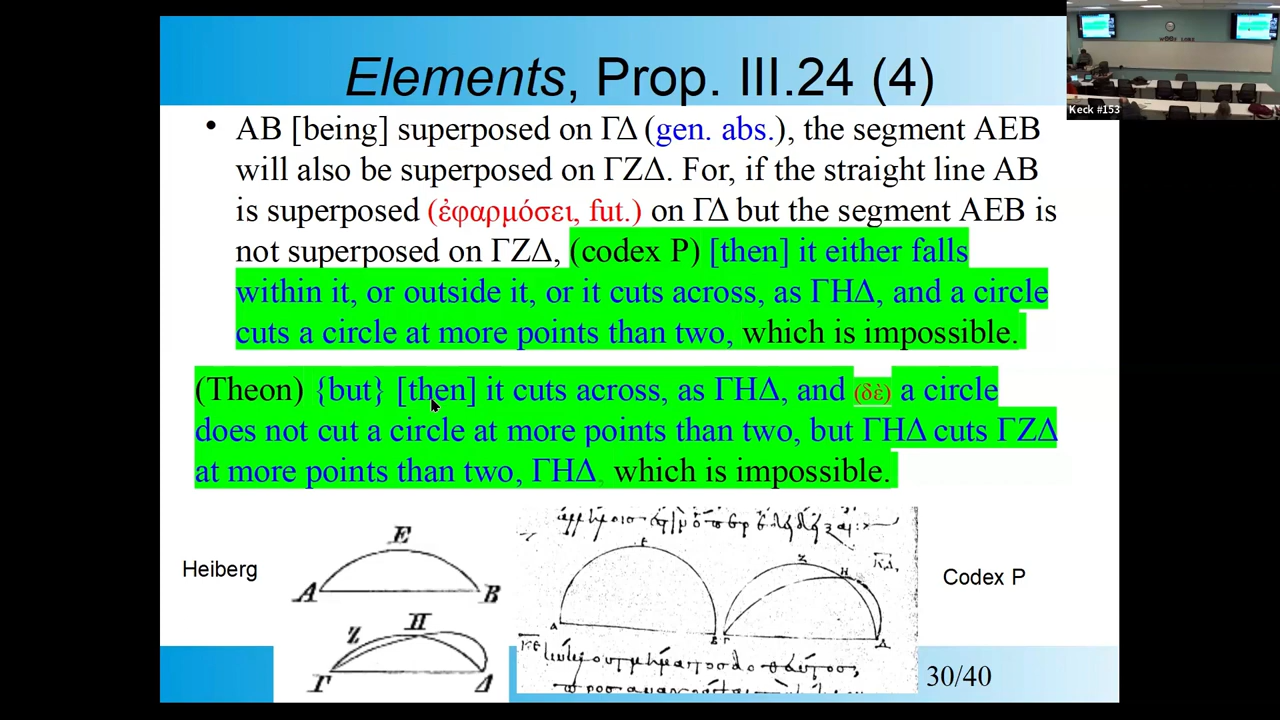 Elements, Prop. III.24 (4)
• ΑΒ [being] superposed on ΓΔ (gen. abs.), the segment ΑΕΒ
will also be superposed on ΓΖΔ. For, if the straight line ΑΒ
is superposed (ἐφαρμόσει, fut.) on ΓΔ but the segment ΑΕΒ is
not superposed on ΓΖΔ, (codex P) [then] it either falls
within it, or outside it, or it cuts across, as ΓΗΔ, and a circle
cuts a circle at more points than two, which is impossible.
(Theon) {but} [then] it cuts across, as ΓΗΔ, and (δὲ) a circle
does not cut a circle at more points than two, but ΓΗΔ cuts ΓΖΔ
at more points than two, ΓΗΔ, which is impossible.
Heiberg
Ε
Α Β
Ζ Η
Γ Δ
Codex P
30/40
Keck #153